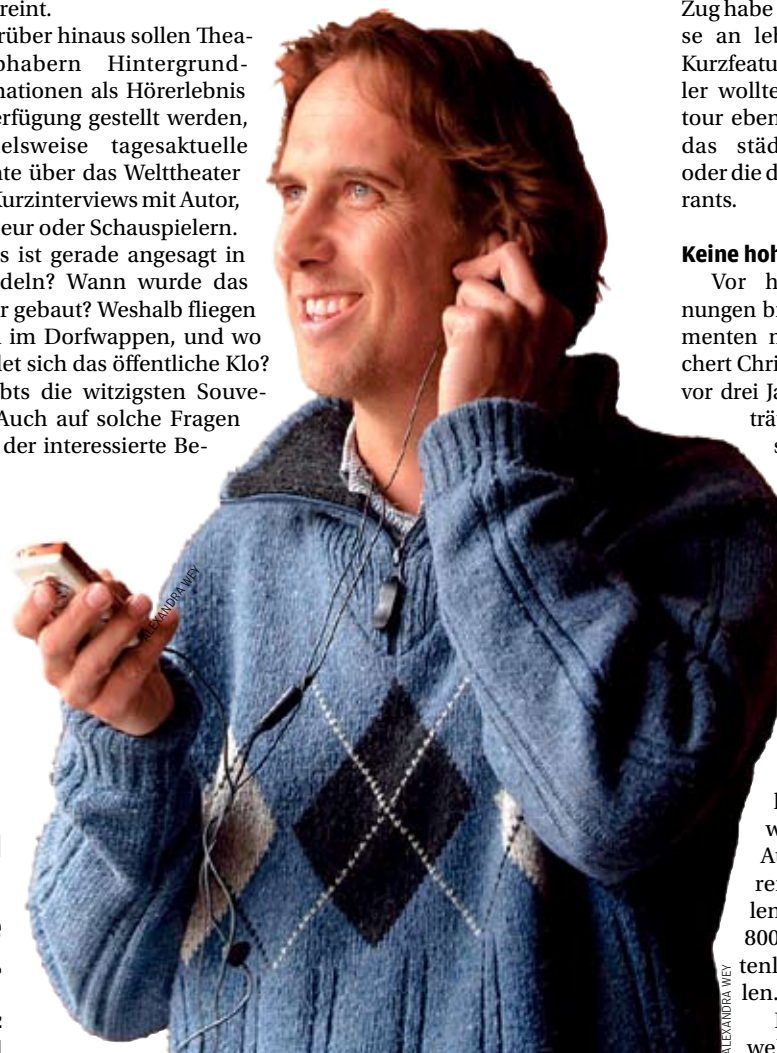 reint.
rüber hinaus sollen Thea-
bhabern Hintergrund-
nationen als Hörerlebnis
erfügung gestellt werden,
elsweise tagesaktuelle
hte über das Welttheater
Kurzinterviews mit Autor,
eur oder Schauspielern.
s ist gerade angesagt in
deln? Wann wurde das
r gebaut? Weshalb fliegen
im Dorfwappen, und wo
let sich das öffentliche Klo?
bts die witzigsten Souve-
Auch auf solche Fragen
der interessierte Be-
ALEXANDRA WEY
Zug habe
se an leb
Kurzfeatu
ler wollte
tour eben
das städ
oder die d
rants.
Keine hoh
Vor h
nungen bi
menten n
chert Chri
vor drei Ja
trä
s
w
Au
re
len
800
tenl
len.
we
ALEXANDRA WEY